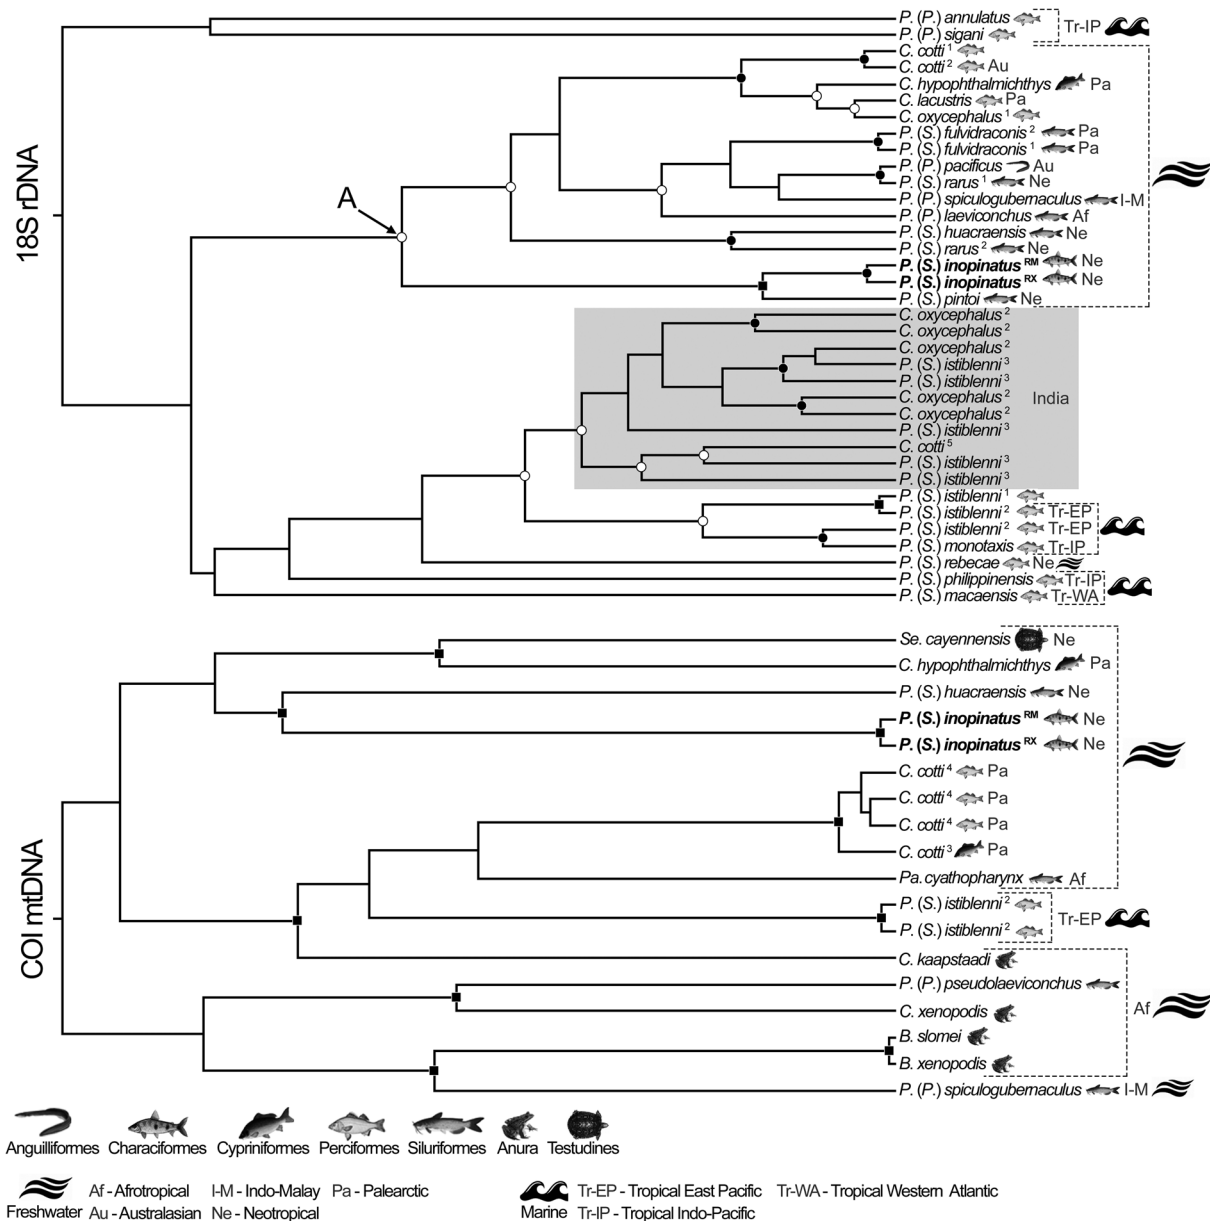 18S rDNA
A
P. (P.) annulatus
P. (P.) sigani
Tr-IP
C. cotti 1
C. cotti 2 Au
C. hypophthalmichthys Pa
C. lacustris Pa
C. oxycephalus 1
P. (S.) fulvidraconis 2 Pa
P. (S.) fulvidraconis 1 Pa
P. (P.) pacificus Au
P. (S.) rarus 1 Ne
P. (P.) spiculogubernaculus I-M
P. (P.) laeviconchus Af
P. (S.) huacraensis Ne
P. (S.) rarus 2 Ne
P. (S.) inopinatus RM Ne
P. (S.) inopinatus RX Ne
P. (S.) pintoi Ne
C. oxycephalus 2
C. oxycephalus 2
C. oxycephalus 2
P. (S.) istiblenni 3
P. (S.) istiblenni 3
C. oxycephalus 2
India
C. oxycephalus 2
P. (S.) istiblenni 3
C. cotti 5
P. (S.) istiblenni 3
P. (S.) istiblenni 3
P. (S.) istiblenni 1
P. (S.) istiblenni 2 Tr-EP
P. (S.) istiblenni 2 Tr-EP
P. (S.) monotaxis Tr-IP
P. (S.) rebecae Ne
P. (S.) philippinensis Tr-IP
P. (S.) macaensis Tr-WA
COI mtDNA
Se. cayennensis Ne
C. hypophthalmichthys Pa
P. (S.) huacraensis Ne
P. (S.) inopinatus RM Ne
P. (S.) inopinatus RX Ne
C. cotti 4 Pa
C. cotti 4 Pa
C. cotti 4 Pa
C. cotti 3 Pa
Pa. cyathopharynx Af
P. (S.) istiblenni 2
Tr-EP
P. (S.) istiblenni 2
C. kaapstaadi
P. (P.) pseudolaeviconchus
C. xenopodis
Af
B. slomei
B. xenopodis
P. (P.) spiculogubernaculus I-M
Anguilliformes Characiformes Cypriniformes Perciformes Siluriformes Anura Testudines
Af - Afrotropical I-M - Indo-Malay Pa - Palearctic Tr-EP - Tropical East Pacific Tr-WA - Tropical Western Atlantic
Freshwater Au - Australasian Ne - Neotropical Marine Tr-IP - Tropical Indo-Pacific